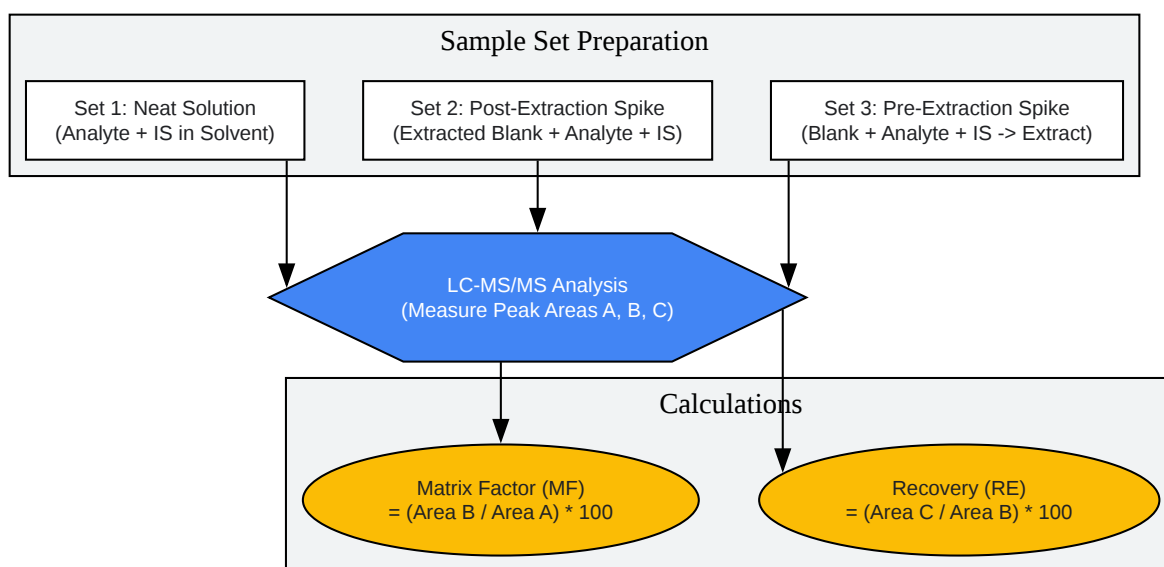 Sample Set Preparation
Set 1: Neat Solution
(Analyte + IS in Solvent)
Set 2: Post-Extraction Spike
(Extracted Blank + Analyte + IS)
Set 3: Pre-Extraction Spike
(Blank + Analyte + IS -> Extract)
LC-MS/MS Analysis
(Measure Peak Areas A, B, C)
Calculations
Matrix Factor (MF)
= (Area B / Area A) * 100
Recovery (RE)
= (Area C / Area B) * 100